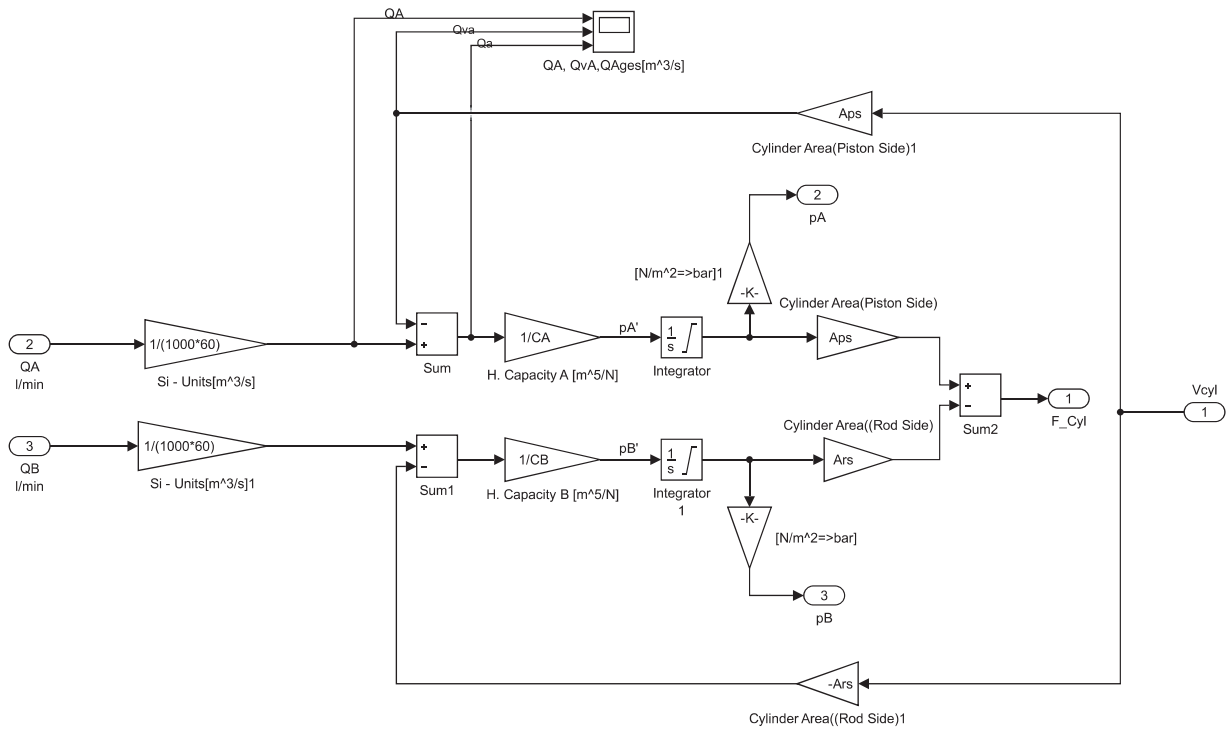 QA
Qva
Qa
QA, QvA,QAges[m^3/s]
Aps
Cylinder Area(Piston Side)1
2
pA
[N/m^2=>bar]1
-K-
Cylinder Area(Piston Side)
2
QA
l/min
1/(1000*60)
Si - Units[m^3/s]
-
+
Sum
1/CA
H. Capacity A [m^5/N]
pA'
1
s
Integrator
Aps
+
-
Sum2
1
F_Cyl
Vcyl
1
3
QB
l/min
1/(1000*60)
Si - Units[m^3/s]1
+
-
Sum1
1/CB
H. Capacity B [m^5/N]
pB'
1
s
Integrator
1
Cylinder Area((Rod Side)
Ars
-K-
[N/m^2=>bar]
3
pB
-Ars
Cylinder Area((Rod Side)1